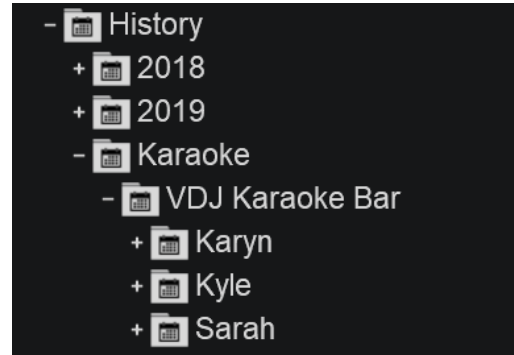 History
2018
2019
Karaoke
VDJ Karaoke Bar
Karyn
Kyle
Sarah